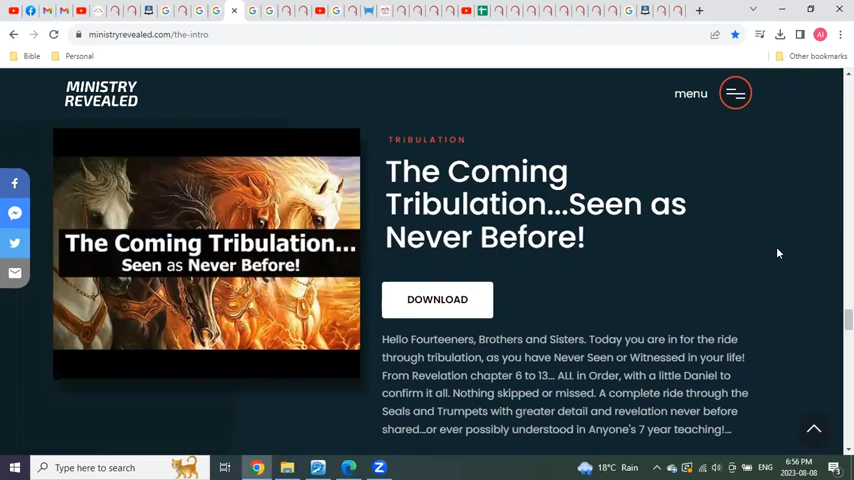 ministryrevealed.com/the-intro
Bible
Personal
Other bookmarks
MINISTRY
REVEALED
menu
TRIBULATION
The Coming
Tribulation...Seen as
Never Before!
The Coming Tribulation...
Seen as Never Before!
DOWNLOAD
Hello Fourteeners, Brothers and Sisters. Today you are in for the ride
through tribulation, as you have Never Seen or Witnessed in your life!
From Revelation chapter 6 to 13... ALL in Order, with a little Daniel to
confirm it all. Nothing skipped or missed. A complete ride through the
Seals and Trumpets with greater detail and revelation never before
shared...or ever possibly understood in Anyone's 7 year teaching!...
Type here to search
18°C Rain
ENG
6:56 PM
2023-08-08
AI
3